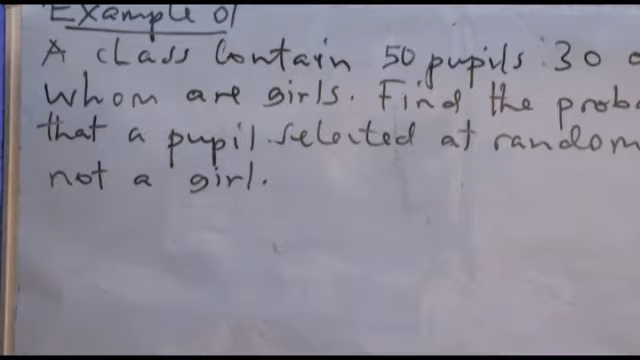 Example 01
A class Contain 50 pupils 30 o
Whom are girls. Find the proba
that a pupil selected at random
not a girl.